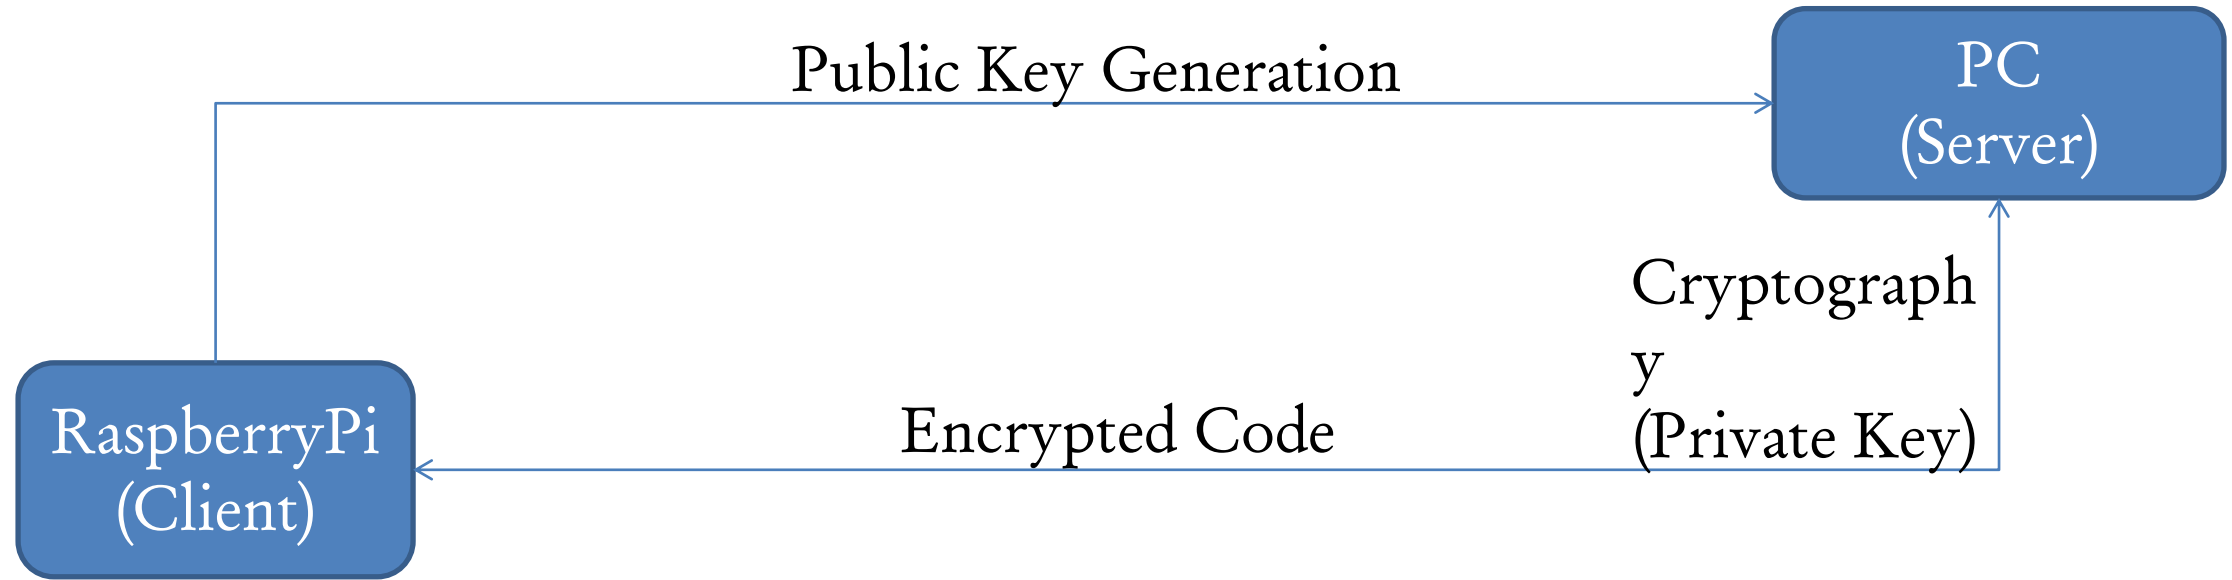 Public Key Generation
PC
(Server)
Cryptograph
y
(Private Key)
Encrypted Code
RaspberryPi
(Client)